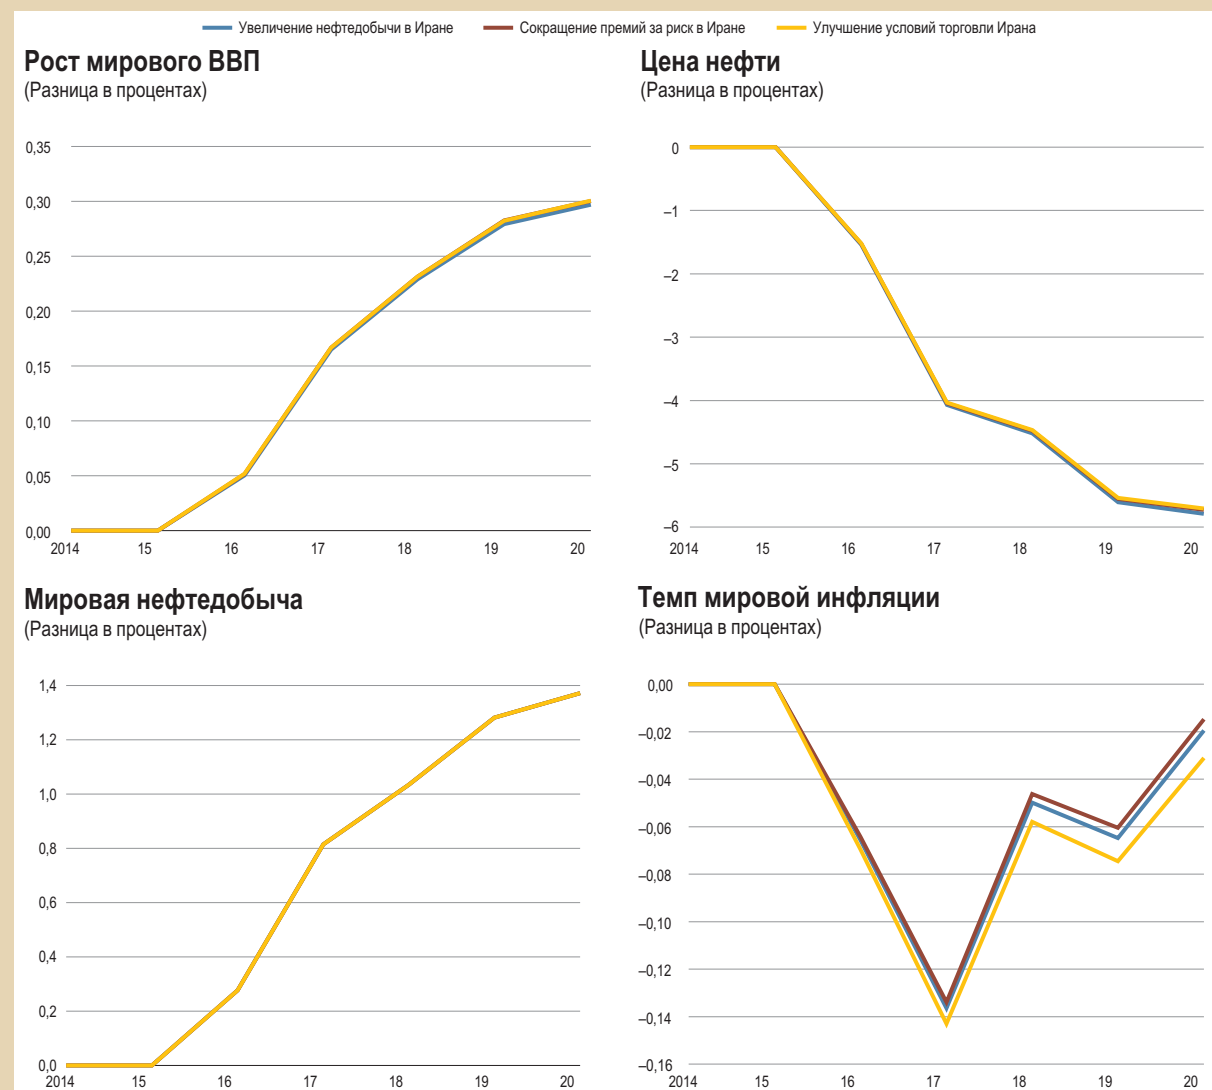 Увеличение нефтедобычи в Иране Сокращение премий за риск в Иране Улучшение условий торговли Ирана
Рост мирового ВВП
(Разница в процентах)
0,35
0,30
0,25
0,20
0,15
0,10
0,05
0,00
2014 15 16 17 18 19 20
Цена нефти
(Разница в процентах)
0
–1
–2
–3
–4
–5
–6
2014 15 16 17 18 19 20
Мировая нефтедобыча
(Разница в процентах)
1,4
1,2
1,0
0,8
0,6
0,4
0,2
0,0
2014 15 16 17 18 19 20
Темп мировой инфляции
(Разница в процентах)
0,00
–0,02
–0,04
–0,06
–0,08
–0,10
–0,12
–0,14
–0,16
2014 15 16 17 18 19 20